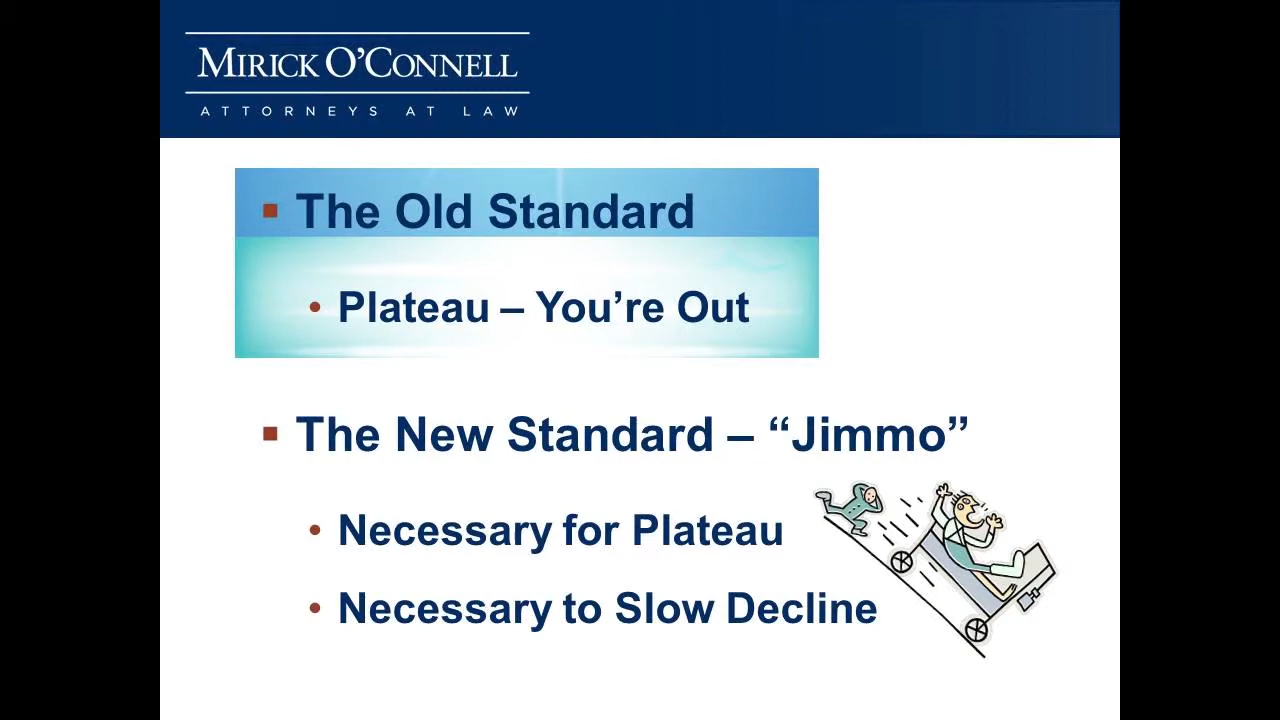 MIRICK O’CONNELL
ATTORNEYS AT LAW
▪ The Old Standard
• Plateau – You’re Out
▪ The New Standard – “Jimmo”
• Necessary for Plateau
• Necessary to Slow Decline